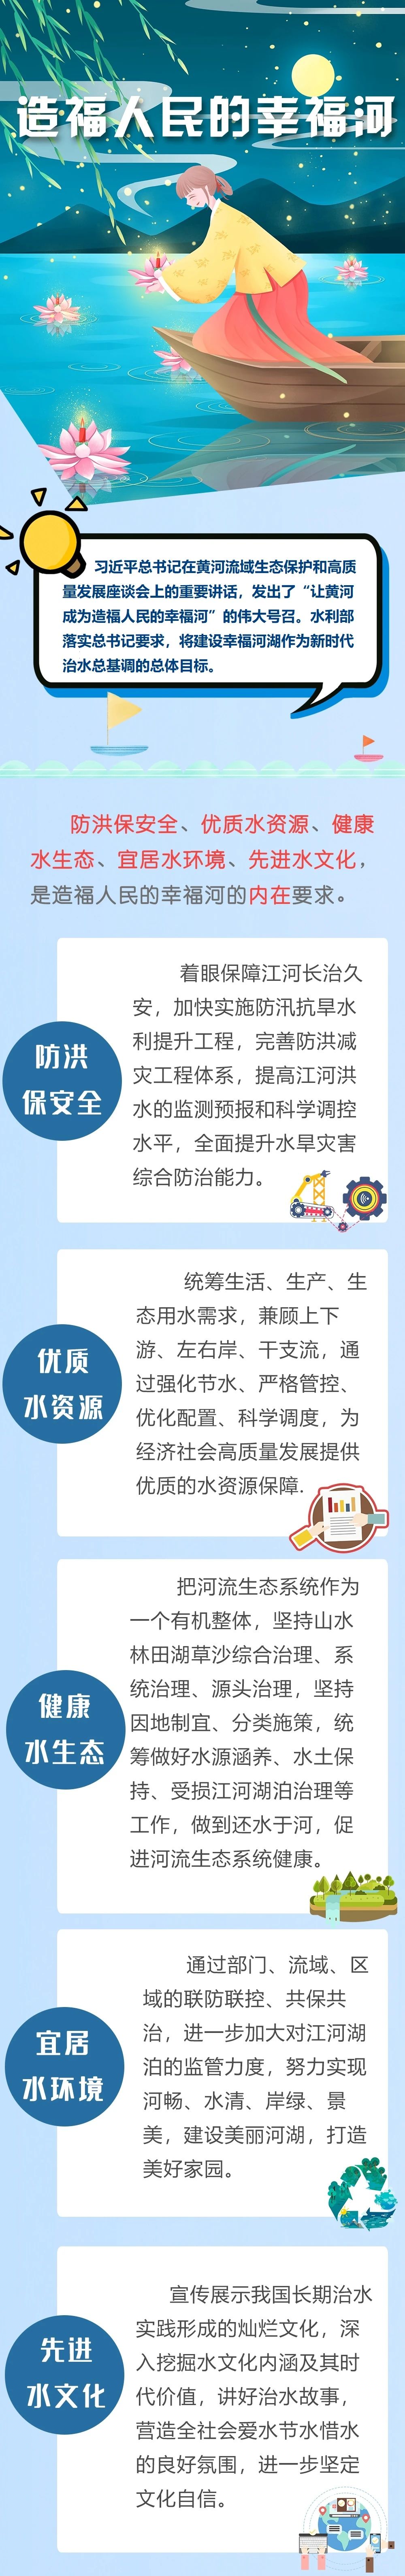 造福人民的幸福河
习近平总书记在黄河流域生态保护和高质
量发展座谈会上的重要讲话，发出了“让黄河
成为造福人民的幸福河”的伟大号召。水利部
落实总书记要求，将建设幸福河湖作为新时代
治水总基调的总体目标。
防洪保安全、优质水资源、健康
水生态、宜居水环境、先进水文化，
是造福人民的幸福河的内在要求。
防洪
保安全
着眼保障江河长治久
安，加快实施防汛抗旱水
利提升工程，完善防洪减
灾工程体系，提高江河洪
水的监测预报和科学调控
水平，全面提升水旱灾害
综合防治能力。
优质
水资源
统筹生活、生产、生
态用水需求，兼顾上下
游、左右岸、干支流，通
过强化节水、严格管控、
优化配置、科学调度，为
经济社会高质量发展提供
优质的水资源保障.
健康
水生态
把河流生态系统作为
一个有机整体，坚持山水
林田湖草沙综合治理、系
统治理、源头治理，坚持
因地制宜、分类施策，统
筹做好水源涵养、水土保
持、受损江河湖泊治理等
工作，做到还水于河，促
进河流生态系统健康。
宜居
水环境
通过部门、流域、区
域的联防联控、共保共
治，进一步加大对江河湖
泊的监管力度，努力实现
河畅、水清、岸绿、景
美，建设美丽河湖，打造
美好家园。
先进
水文化
宣传展示我国长期治水
实践形成的灿烂文化，深
入挖掘水文化内涵及其时
代价值，讲好治水故事，
营造全社会爱水节水惜水
的良好氛围，进一步坚定
文化自信。